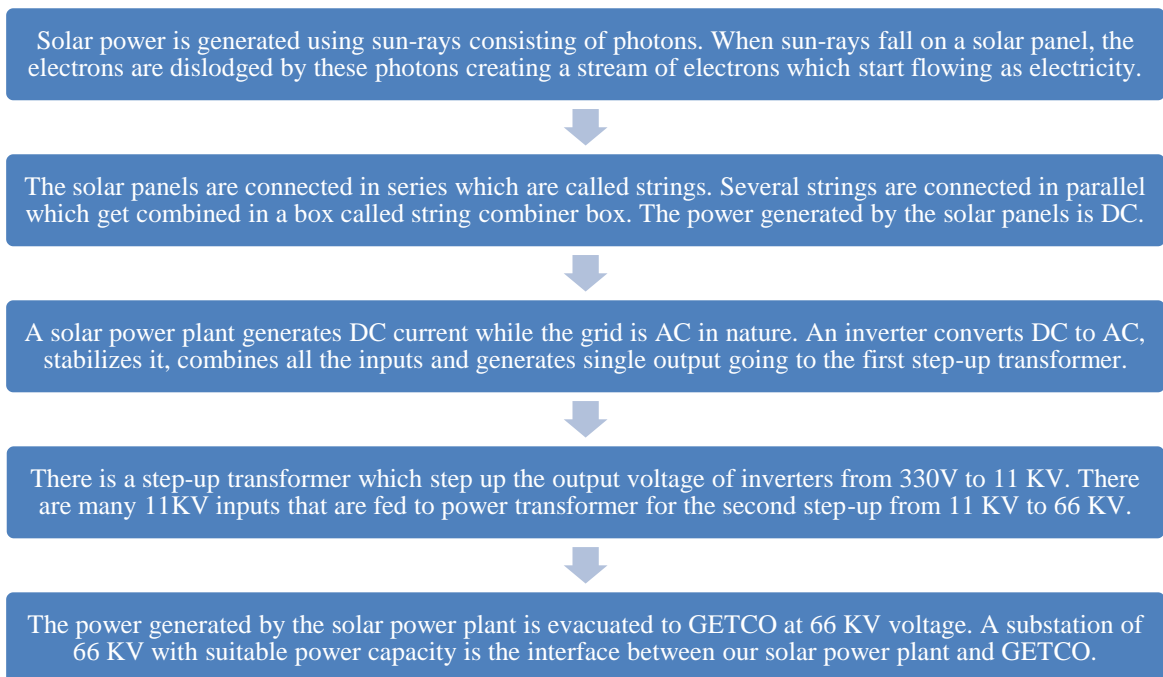 Solar power is generated using sun-rays consisting of photons. When sun-rays fall on a solar panel, the
electrons are dislodged by these photons creating a stream of electrons which start flowing as electricity.
The solar panels are connected in series which are called strings. Several strings are connected in parallel
which get combined in a box called string combiner box. The power generated by the solar panels is DC.
A solar power plant generates DC current while the grid is AC in nature. An inverter converts DC to AC,
stabilizes it, combines all the inputs and generates single output going to the first step-up transformer.
There is a step-up transformer which step up the output voltage of inverters from 330V to 11 KV. There
are many 11KV inputs that are fed to power transformer for the second step-up from 11 KV to 66 KV.
The power generated by the solar power plant is evacuated to GETCO at 66 KV voltage. A substation of
66 KV with suitable power capacity is the interface between our solar power plant and GETCO.